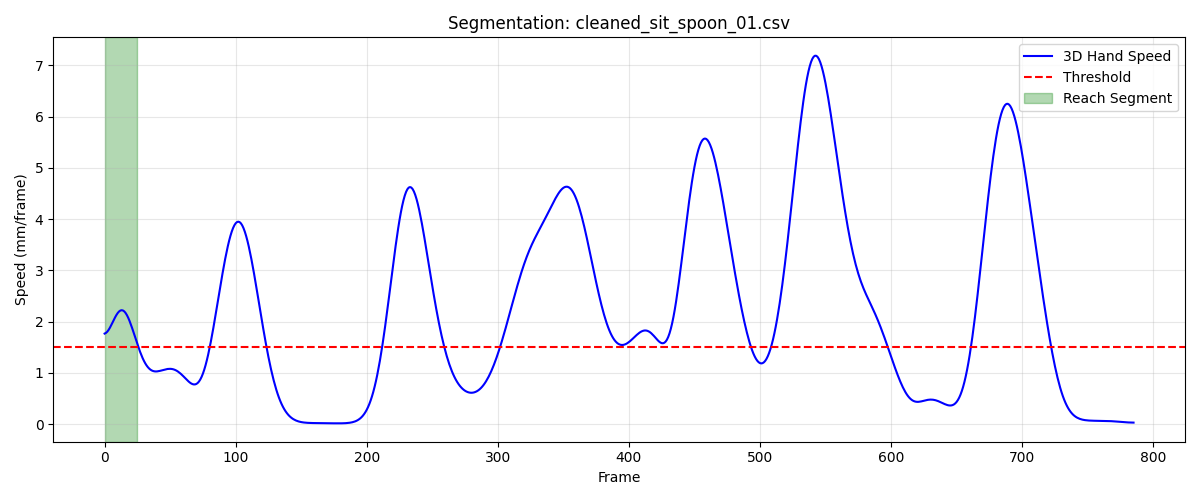 Segmentation: cleaned_sit_spoon_01.csv
3D Hand Speed
Threshold
Reach Segment
Speed (mm/frame)
7
6
5
4
3
2
1
0
0 100 200 300 400 500 600 700 800
Frame